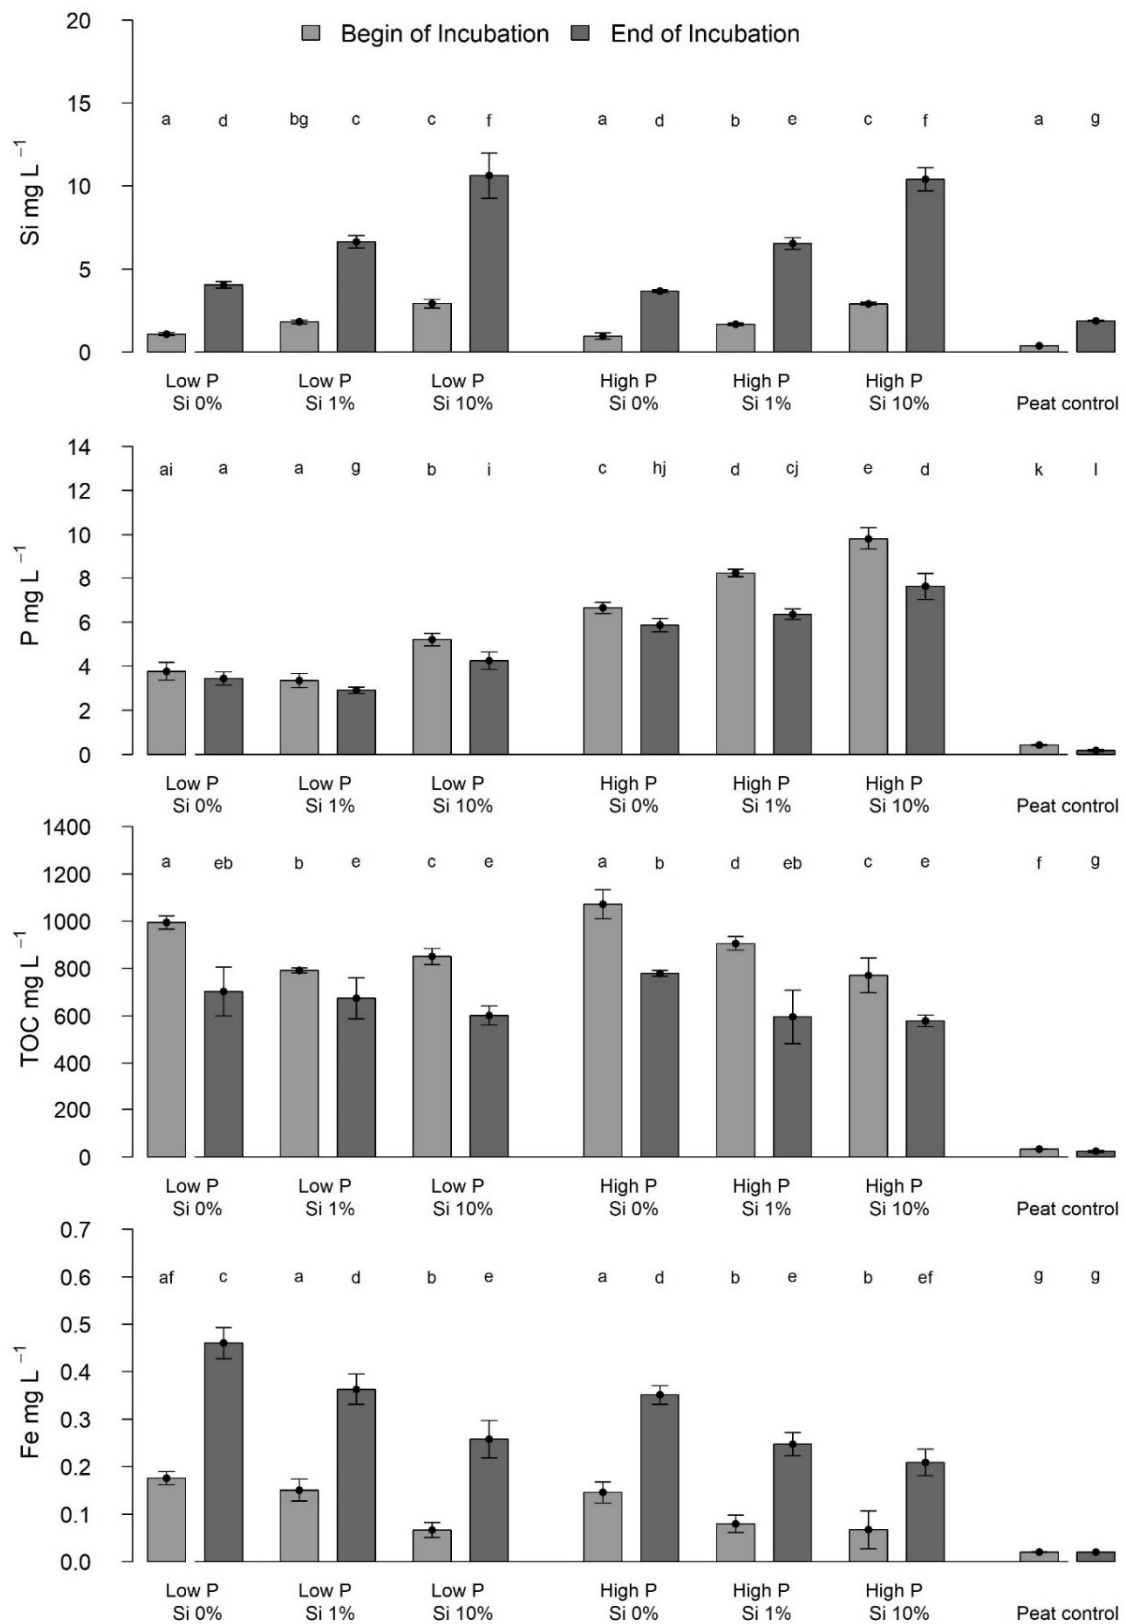 Begin of Incubation End of Incubation
20
15
10
5
0
Si mg L⁻¹
a d bg c c f a d b e c f a g
Low P Low P Low P High P High P High P
Si 0% Si 1% Si 10% Si 0% Si 1% Si 10% Peat control
14
12
10
8
6
4
2
0
P mg L⁻¹
ai a a g b i c hj d cj e d k l
Low P Low P Low P High P High P High P
Si 0% Si 1% Si 10% Si 0% Si 1% Si 10% Peat control
1400
1200
1000
800
600
400
200
0
TOC mg L⁻¹
a eb b e c e a b d eb c e f g
Low P Low P Low P High P High P High P
Si 0% Si 1% Si 10% Si 0% Si 1% Si 10% Peat control
0.7
0.6
0.5
0.4
0.3
0.2
0.1
0.0
Fe mg L⁻¹
af c a d b e a d b e b ef g g
Low P Low P Low P High P High P High P
Si 0% Si 1% Si 10% Si 0% Si 1% Si 10% Peat control